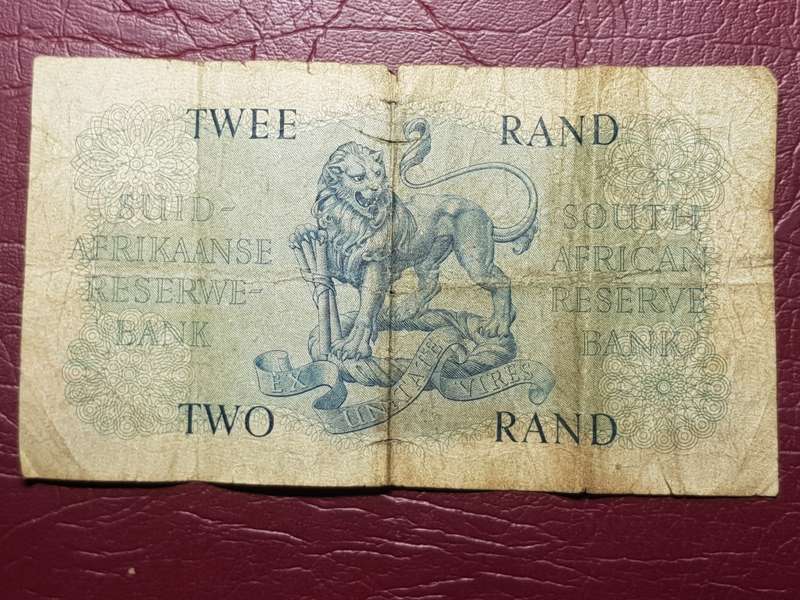 TWEE RAND
SUID-
AFRIKAANSE
RESERWE-
BANK
SOUTH
AFRICAN
RESERVE
BANK
EX UNITATE VIRES
TWO RAND